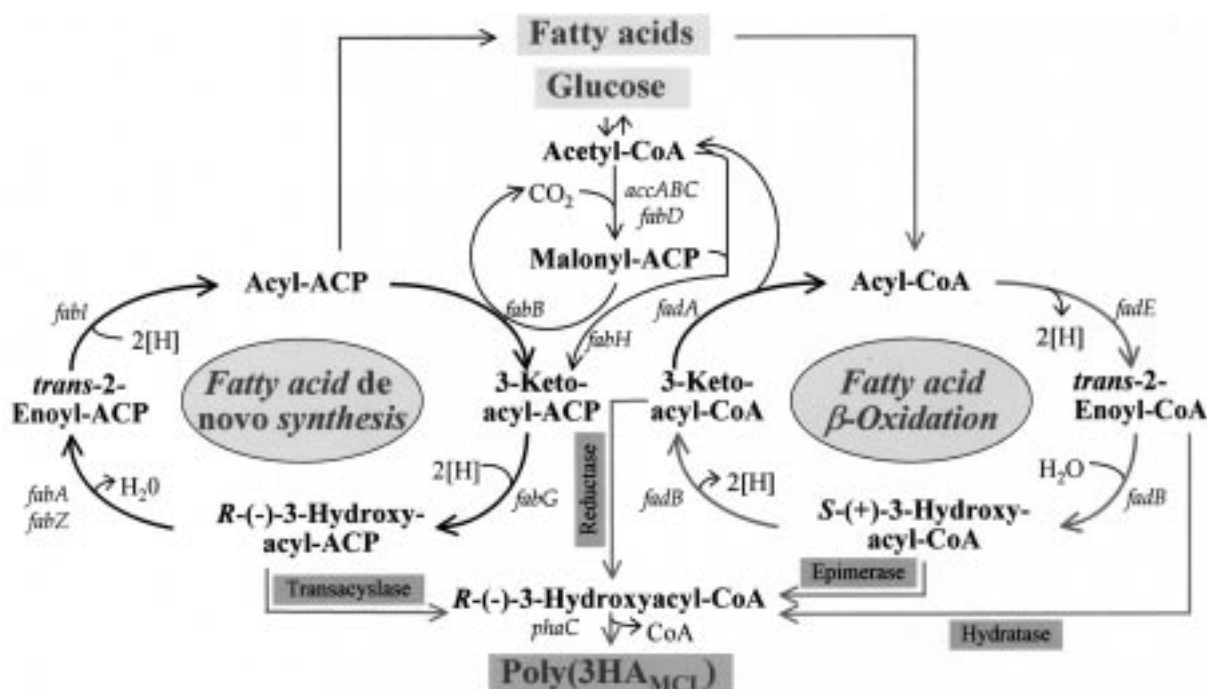 Fatty acids
Glucose
Acetyl-CoA
CO2
accABC
fabD
Malonyl-ACP
Acyl-ACP
Acyl-CoA
fabI
2[H]
fabB
fabH
fadA
2[H]
fadE
trans-2-
Enoyl-ACP
Fatty acid de
novo synthesis
3-Keto-
acyl-ACP
3-Keto-
acyl-CoA
Fatty acid
β-Oxidation
trans-2-
Enoyl-CoA
fabA
fabZ
H20
2[H]
fabG
Reductase
fadB
2[H]
H2O
fadB
R-(-)-3-Hydroxy-
acyl-ACP
S-(+)-3-Hydroxy-
acyl-CoA
Transacyslase
Epimerase
R-(-)-3-Hydroxyacyl-CoA
phaC
CoA
Hydratase
Poly(3HAMCL)